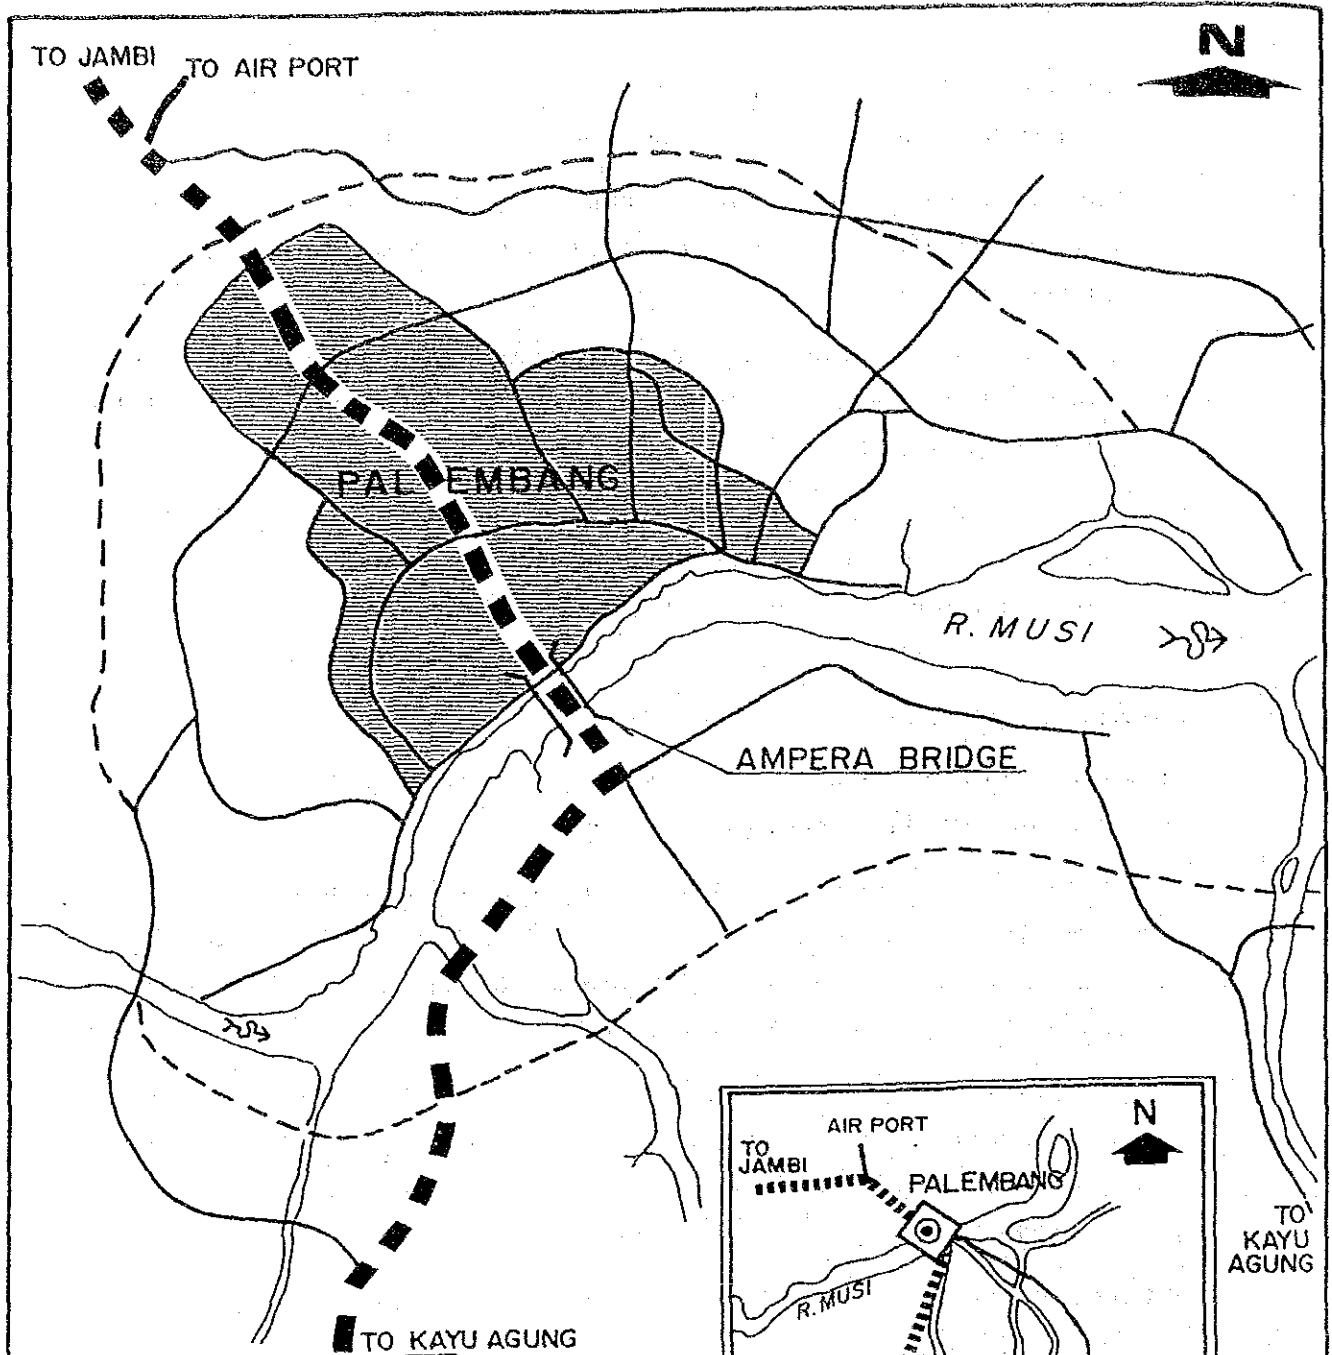 N
TO JAMBI
TO AIR PORT
PALEMBANG
R. MUSI
AMPERA BRIDGE
AIR PORT
N
TO
JAMBI
PALEMBANG
R. MUSI
TO
KAYU
AGUNG
TO KAYU AGUNG